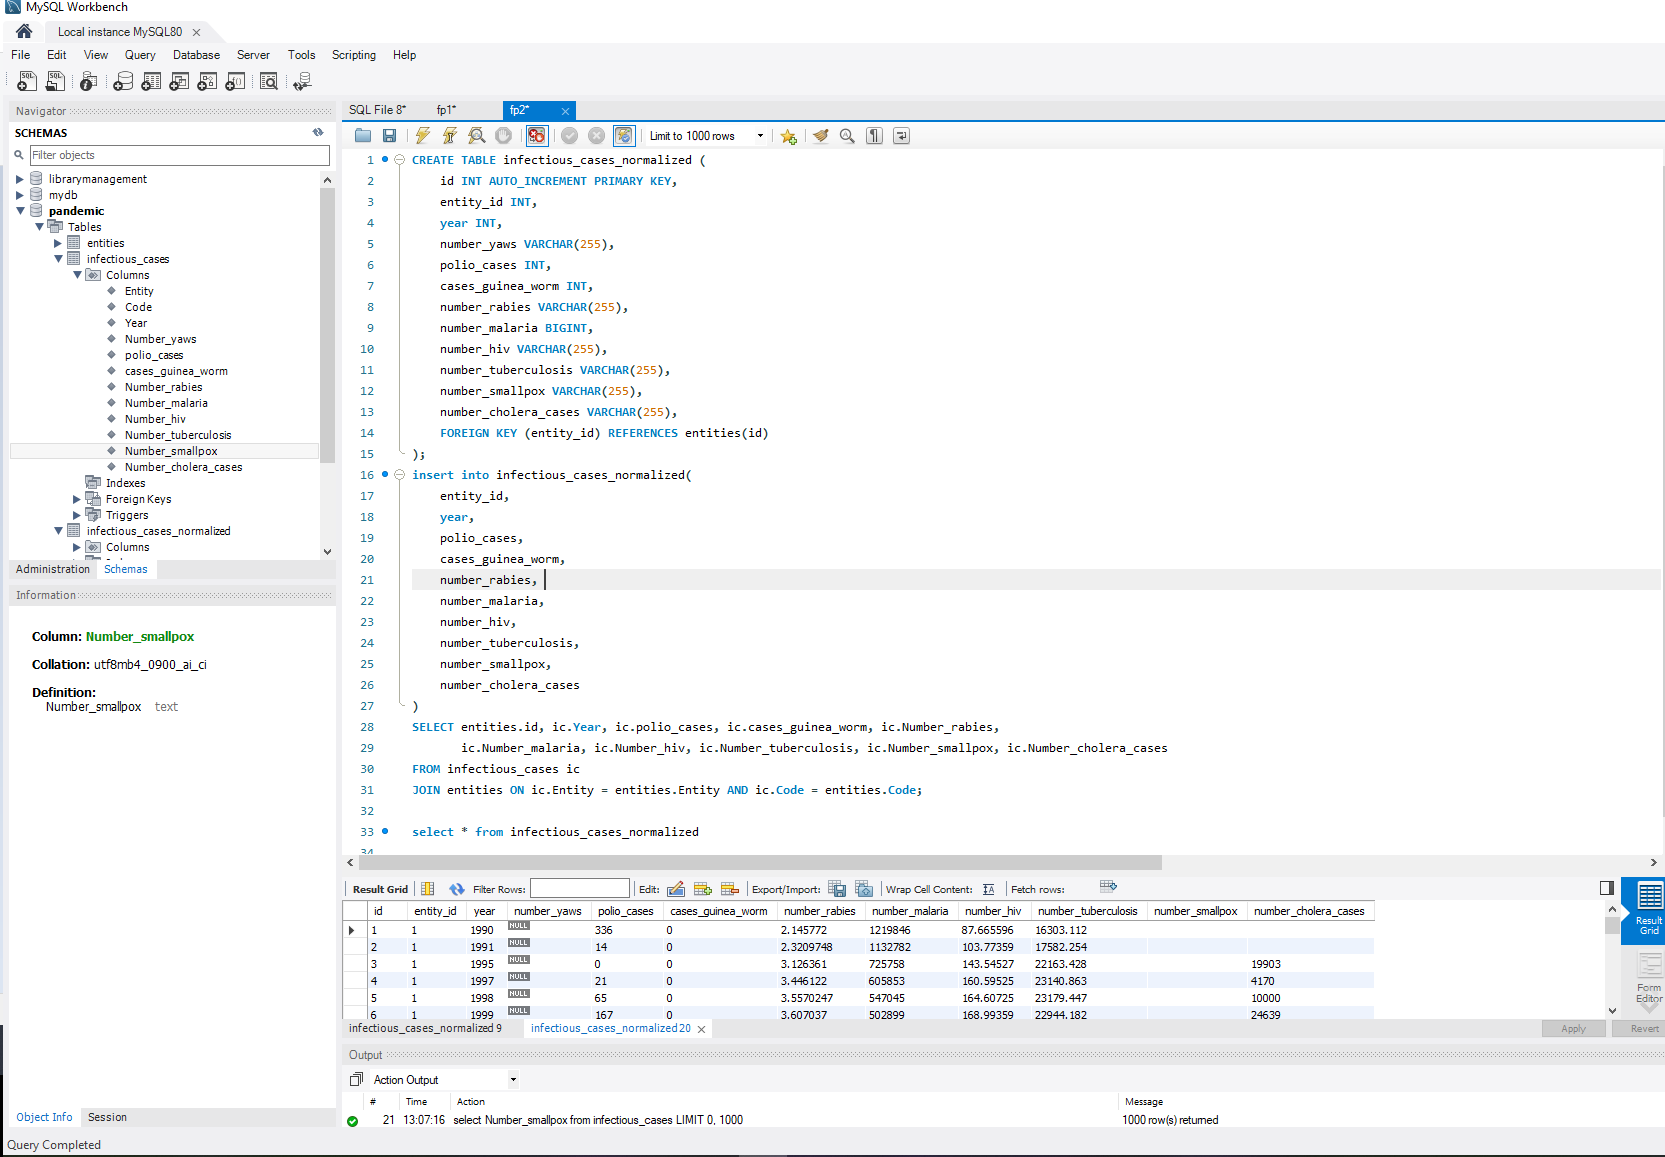 MySQL Workbench
Local instance MySQL80
File Edit View Query Database Server Tools Scripting Help
Navigator
SCHEMAS
Filter objects
librarymanagement
mydb
pandemic
Tables
entities
infectious_cases
Columns
Entity
Code
Year
Number_yaws
polio_cases
cases_guinea_worm
Number_rabies
Number_malaria
Number_hiv
Number_tuberculosis
Number_smallpox
Number_cholera_cases
Indexes
Foreign Keys
Triggers
infectious_cases_normalized
Columns
Administration Schemas
Information
Column: Number_smallpox
Collation: utf8mb4_0900_ai_ci
Definition:
Number_smallpox text
Object Info Session
Query Completed
SQL File 8* fp1* fp2*
Limit to 1000 rows
1 CREATE TABLE infectious_cases_normalized (
2 id INT AUTO_INCREMENT PRIMARY KEY,
3 entity_id INT,
4 year INT,
5 number_yaws VARCHAR(255),
6 polio_cases INT,
7 cases_guinea_worm INT,
8 number_rabies VARCHAR(255),
9 number_malaria BIGINT,
10 number_hiv VARCHAR(255),
11 number_tuberculosis VARCHAR(255),
12 number_smallpox VARCHAR(255),
13 number_cholera_cases VARCHAR(255),
14 FOREIGN KEY (entity_id) REFERENCES entities(id)
15 );
16 insert into infectious_cases_normalized(
17 entity_id,
18 year,
19 polio_cases,
20 cases_guinea_worm,
21 number_rabies,
22 number_malaria,
23 number_hiv,
24 number_tuberculosis,
25 number_smallpox,
26 number_cholera_cases
27 )
28 SELECT entities.id, ic.Year, ic.polio_cases, ic.cases_guinea_worm, ic.Number_rabies,
29 ic.Number_malaria, ic.Number_hiv, ic.Number_tuberculosis, ic.Number_smallpox, ic.Number_cholera_cases
30 FROM infectious_cases ic
31 JOIN entities ON ic.Entity = entities.Entity AND ic.Code = entities.Code;
32
33 select * from infectious_cases_normalized
34
Result Grid Filter Rows: Edit: Export/Import: Wrap Cell Content: Fetch rows:
id entity_id year number_yaws polio_cases cases_guinea_worm number_rabies number_malaria number_hiv number_tuberculosis number_smallpox number_cholera_cases
1 1 1990 NULL 336 0 2.145772 1219846 87.665596 16303.112
2 1 1991 NULL 14 0 2.3209748 1132782 103.77359 17582.254
3 1 1995 NULL 0 0 3.126361 725758 143.54527 22163.428 19903
4 1 1997 NULL 21 0 3.446122 605853 160.59525 23140.863 4170
5 1 1998 NULL 65 0 3.5570247 547045 164.60725 23179.447 10000
6 1 1999 NULL 167 0 3.607037 502899 168.99359 22944.182 24639
Result Grid
Form Editor
infectious_cases_normalized 9 infectious_cases_normalized 20
Apply Revert
Output
Action Output
# Time Action Message
21 13:07:16 select Number_smallpox from infectious_cases LIMIT 0, 1000 1000 row(s) returned